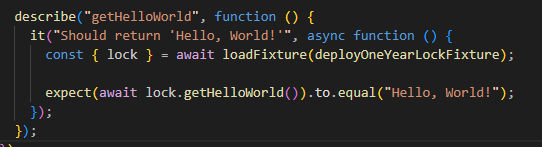 describe("getHelloWorld", function () {
it("Should return 'Hello, World!'", async function () {
const { lock } = await loadFixture(deployOneYearLockFixture);
expect(await lock.getHelloWorld()).to.equal("Hello, World!");
});
});